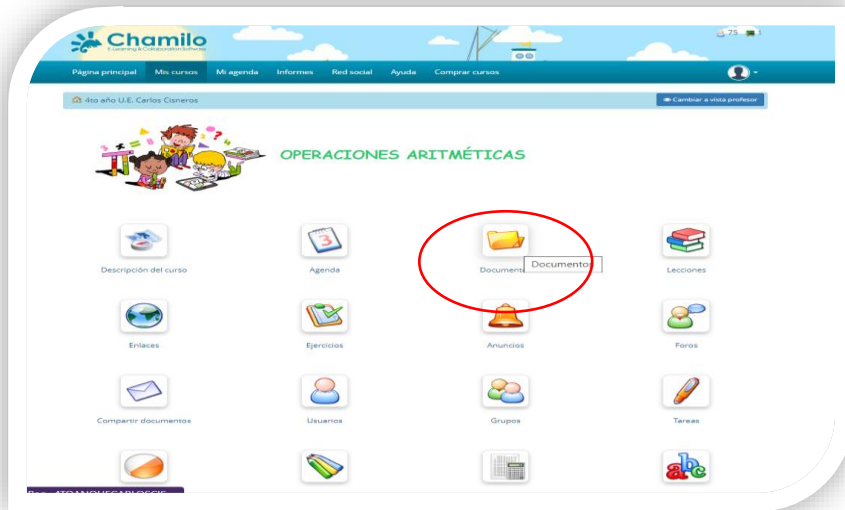 Chamilo
E-Learning & Collaboration Software
75
Página principal Mis cursos Mi agenda Informes Red social Ayuda Comprar cursos
4to año U.E. Carlos Cisneros
Cambiar a vista profesor
OPERACIONES ARITMÉTICAS
3
Descripción del curso Agenda Documentos Lecciones
Documentos
Enlaces Ejercicios Anuncios Foros
Compartir documentos Usuarios Grupos Tareas
abc